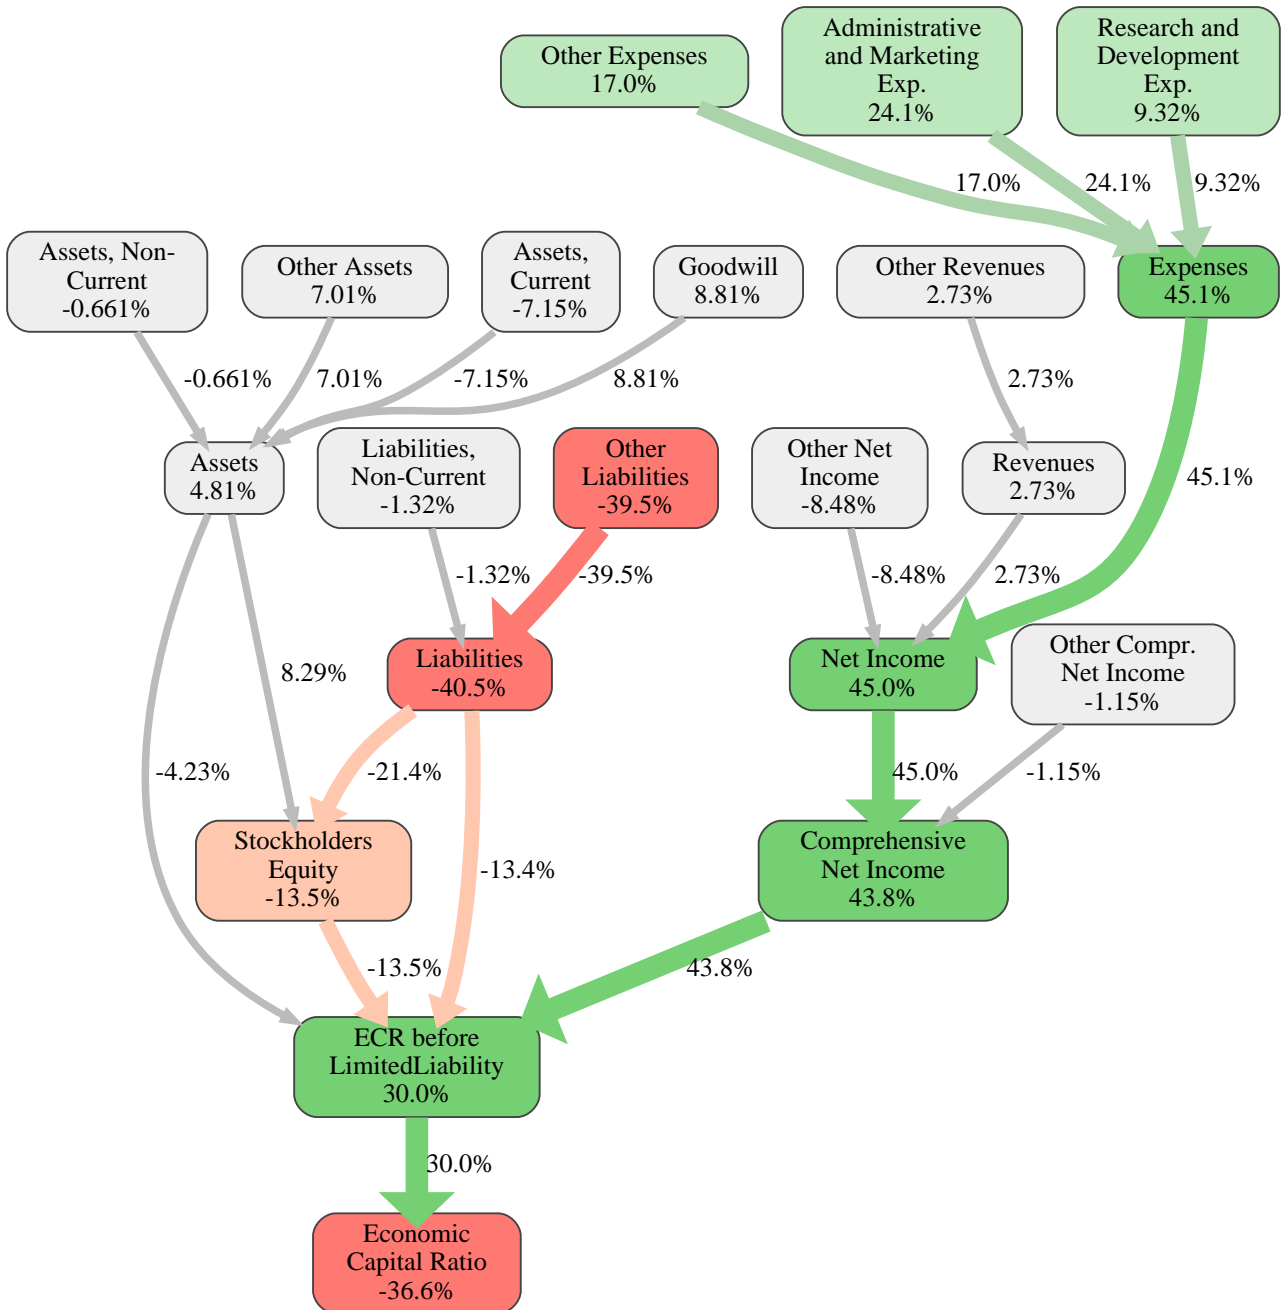 Other Expenses
17.0%
Administrative
and Marketing
Exp.
24.1%
Research and
Development
Exp.
9.32%
17.0%
24.1%
9.32%
Assets, Non-
Current
-0.661%
Other Assets
7.01%
Assets,
Current
-7.15%
Goodwill
8.81%
Other Revenues
2.73%
Expenses
45.1%
-0.661%
7.01%
-7.15%
8.81%
2.73%
45.1%
Assets
4.81%
Liabilities,
Non-Current
-1.32%
Other
Liabilities
-39.5%
Other Net
Income
-8.48%
Revenues
2.73%
-1.32%
-39.5%
-8.48%
2.73%
Liabilities
-40.5%
Net Income
45.0%
Other Compr.
Net Income
-1.15%
8.29%
-4.23%
-21.4%
45.0%
-1.15%
Stockholders
Equity
-13.5%
-13.4%
Comprehensive
Net Income
43.8%
-13.5%
43.8%
ECR before
LimitedLiability
30.0%
30.0%
Economic
Capital Ratio
-36.6%